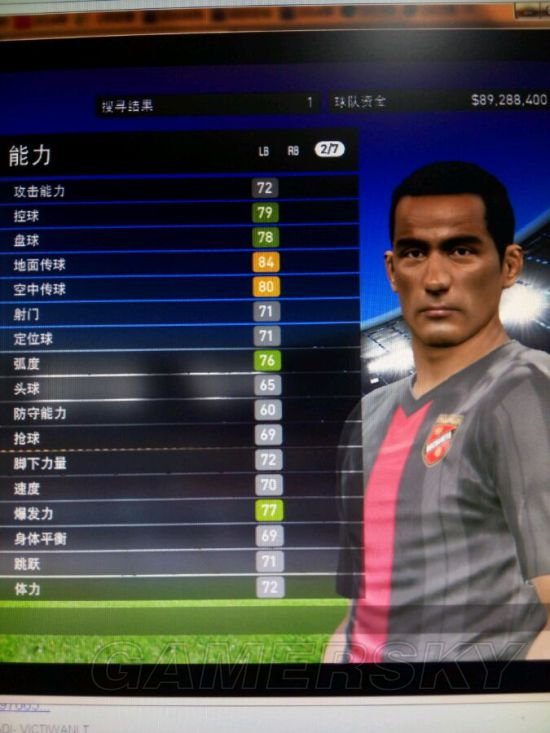 搜寻结果 1 球队资金 $89,288,400
能力 LB RB 2/7
攻击能力 72
控球 79
盘球 78
地面传球 84
空中传球 80
射门 71
定位球 71
弧度 76
头球 65
防守能力 60
抢球 69
脚下力量 72
速度 70
爆发力 77
身体平衡 69
跳跃 71
体力 72
GAMERSKY